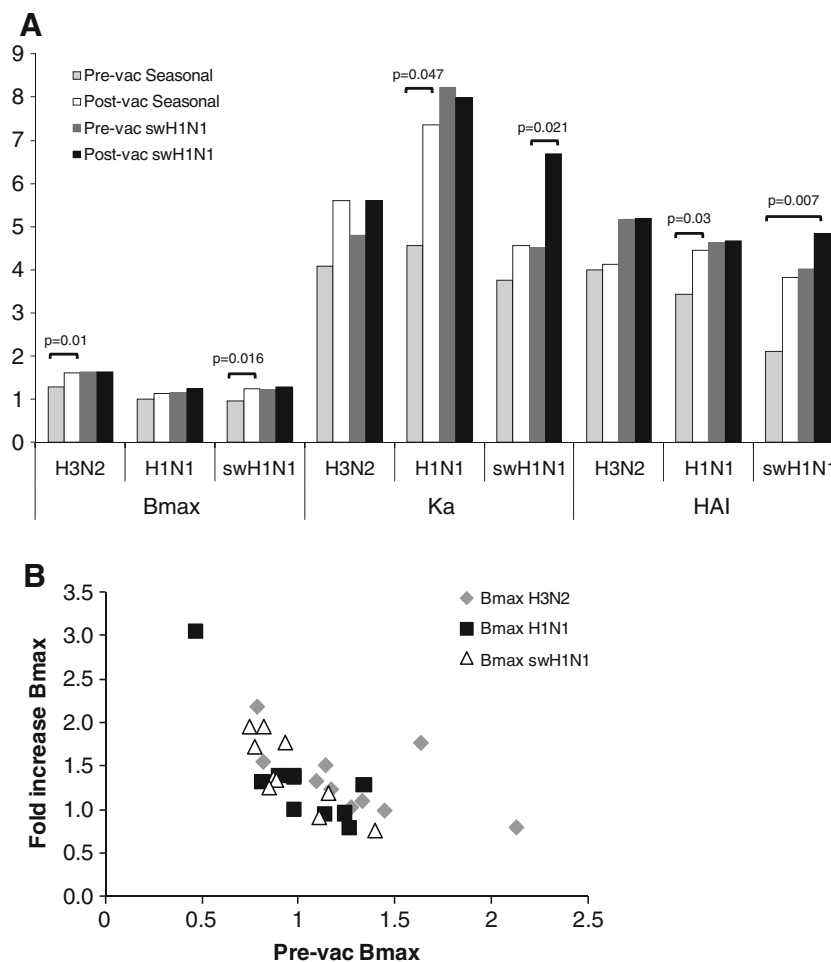 A
9
8
7
6
5
4
3
2
1
0
Pre-vac Seasonal
Post-vac Seasonal
Pre-vac swH1N1
Post-vac swH1N1
p=0.01
p=0.016
p=0.047
p=0.021
p=0.03
p=0.007
H3N2 H1N1 swH1N1 H3N2 H1N1 swH1N1 H3N2 H1N1 swH1N1
Bmax Ka HAI
B
Fold increase Bmax
3.5
3.0
2.5
2.0
1.5
1.0
0.5
0.0
Bmax H3N2
Bmax H1N1
Bmax swH1N1
0 0.5 1 1.5 2 2.5
Pre-vac Bmax